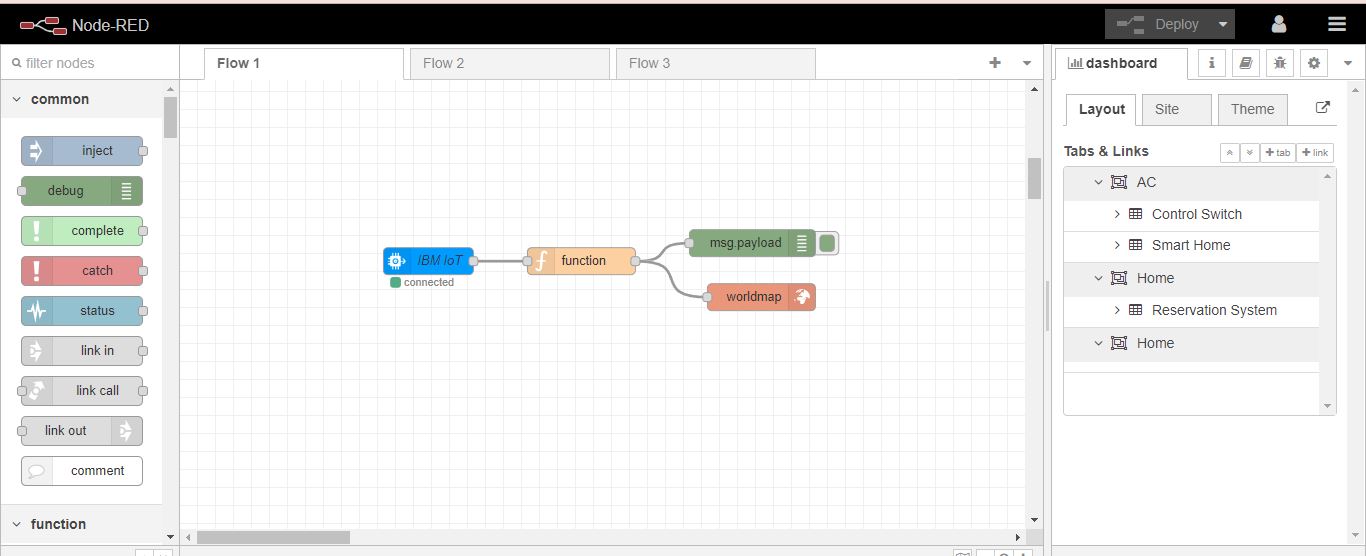 Node-RED
Deploy
filter nodes
Flow 1
Flow 2
Flow 3
dashboard
common
Layout
Site
Theme
inject
Tabs & Links
tab
link
debug
AC
Control Switch
complete
Smart Home
msg.payload
IBM IoT
function
catch
Home
connected
worldmap
status
Reservation System
link in
Home
link call
link out
comment
function